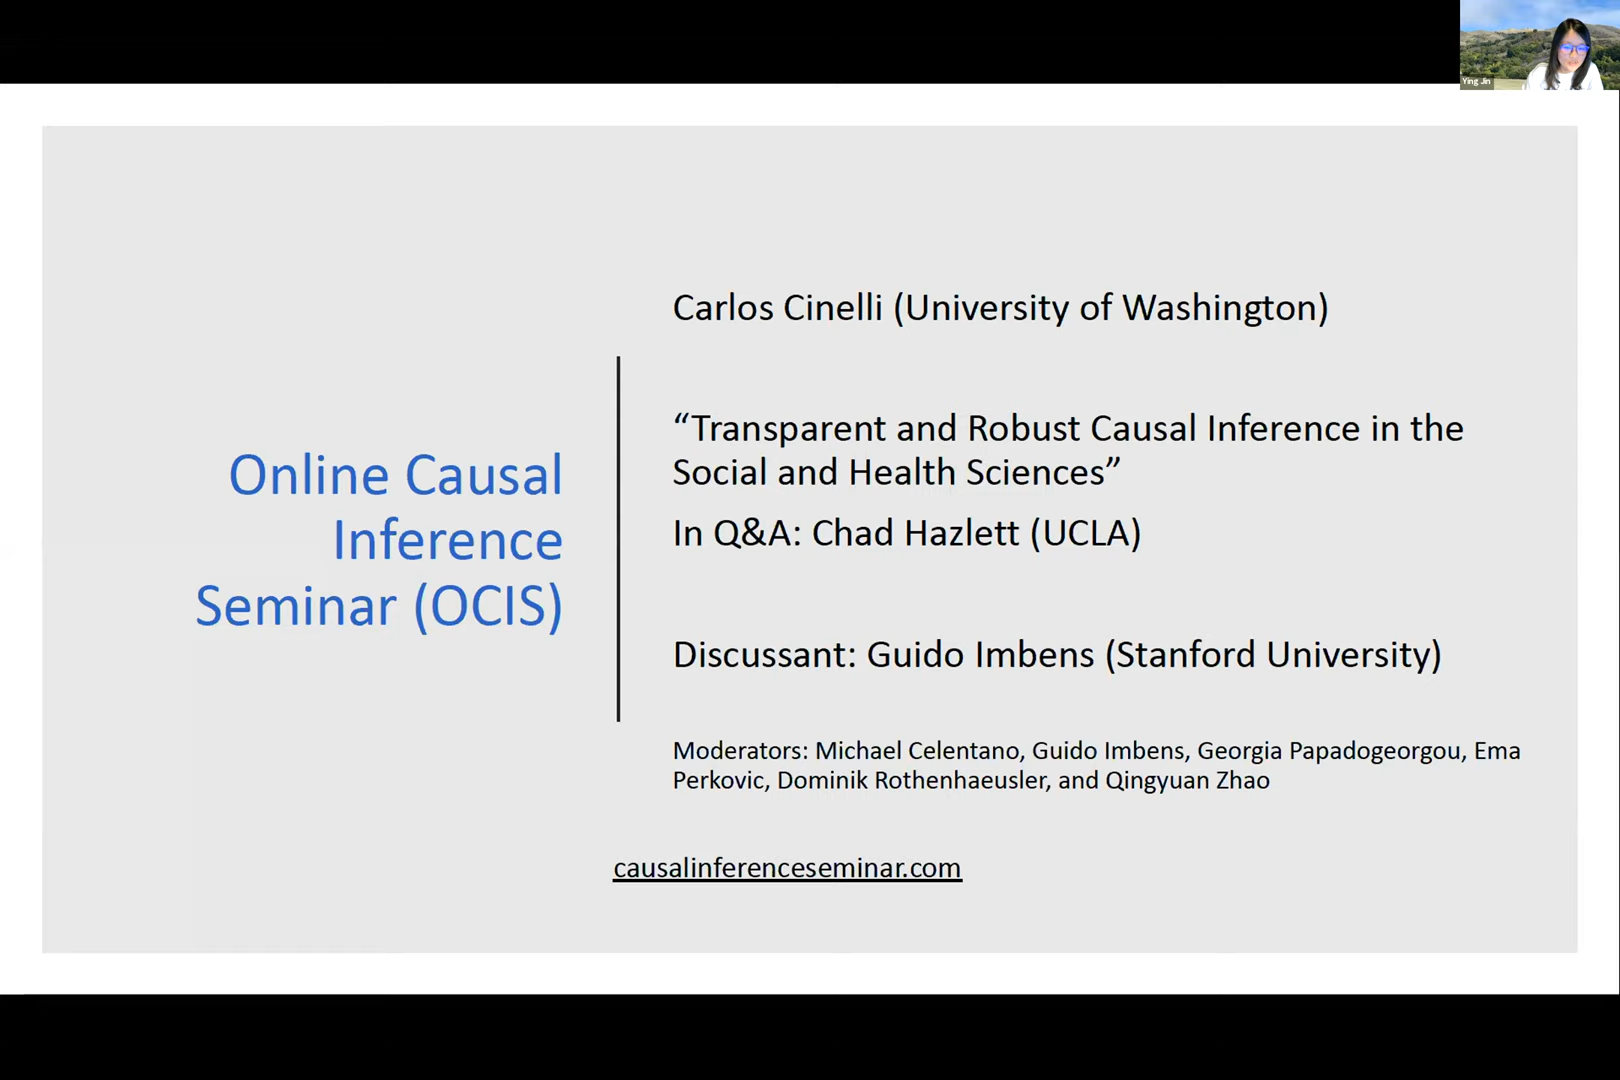 Ying Jin
Online Causal
Inference
Seminar (OCIS)
Carlos Cinelli (University of Washington)
“Transparent and Robust Causal Inference in the
Social and Health Sciences”
In Q&A: Chad Hazlett (UCLA)
Discussant: Guido Imbens (Stanford University)
Moderators: Michael Celentano, Guido Imbens, Georgia Papadogeorgou, Ema
Perkovic, Dominik Rothenhaeusler, and Qingyuan Zhao
causalinferenceseminar.com